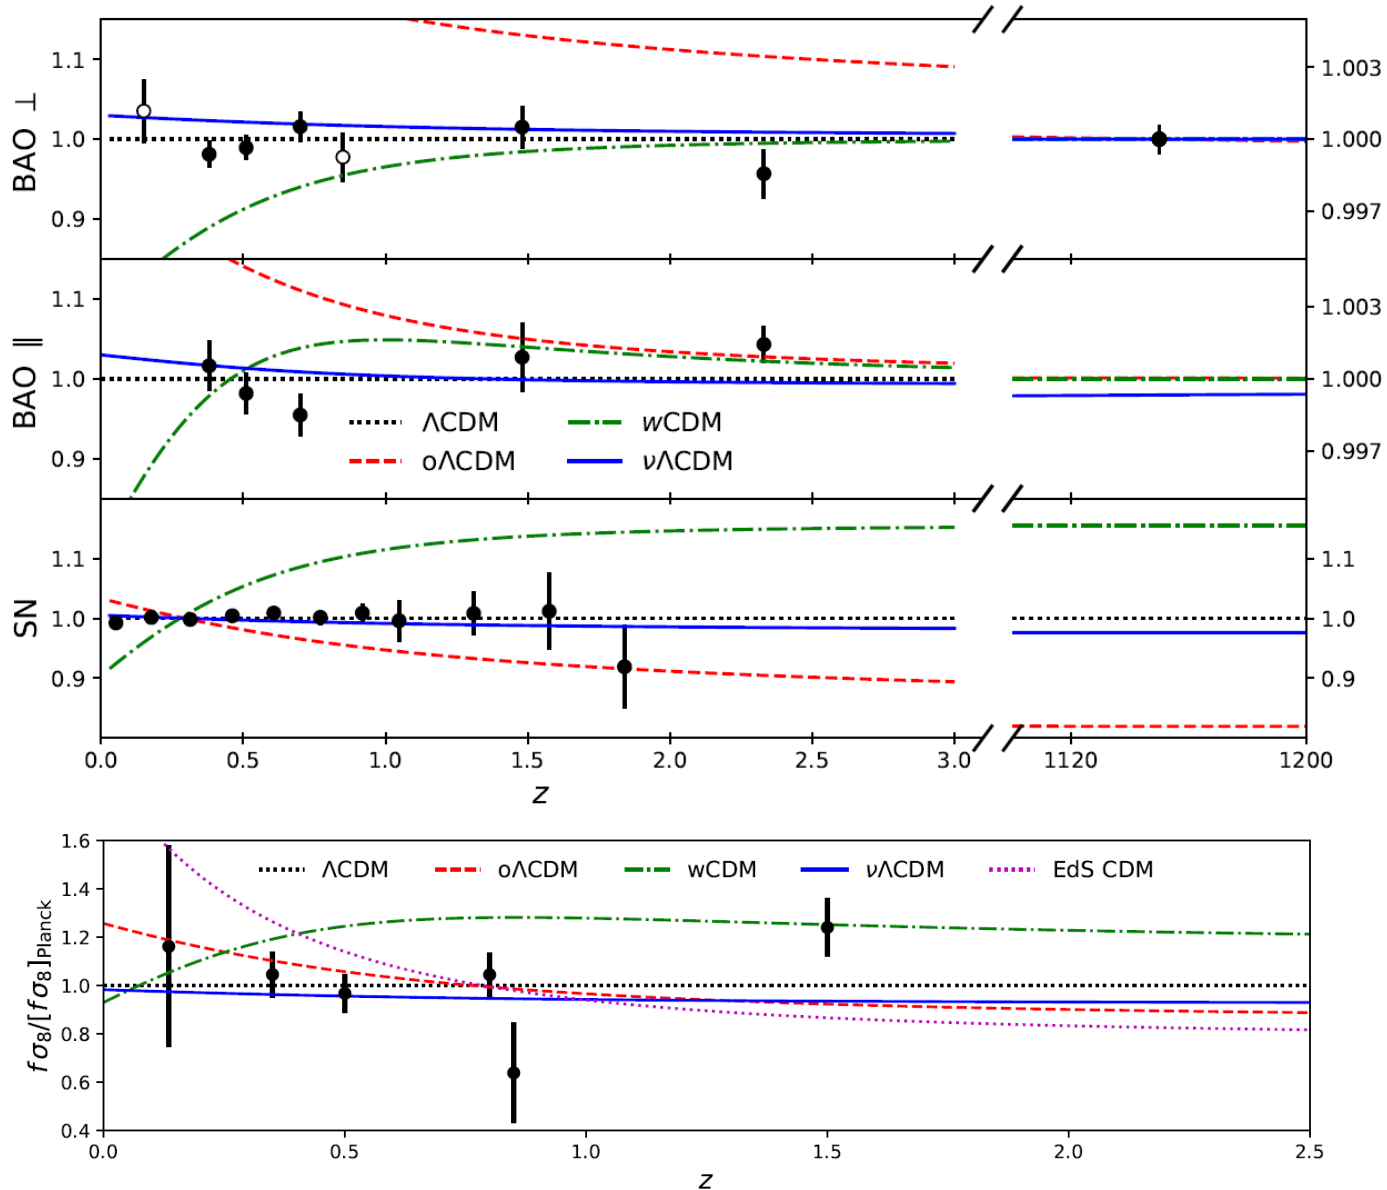 BAO ⊥
1.1
1.0
0.9
1.003
1.000
0.997
BAO ∥
1.1
1.0
0.9
1.003
1.000
0.997
ΛCDM
wCDM
oΛCDM
νΛCDM
SN
1.1
1.0
0.9
1.1
1.0
0.9
0.0 0.5 1.0 1.5 2.0 2.5 3.0 1120 1200
z
fσ₈/[fσ₈]Planck
1.6
1.4
1.2
1.0
0.8
0.6
0.4
ΛCDM oΛCDM wCDM νΛCDM EdS CDM
0.0 0.5 1.0 1.5 2.0 2.5
z